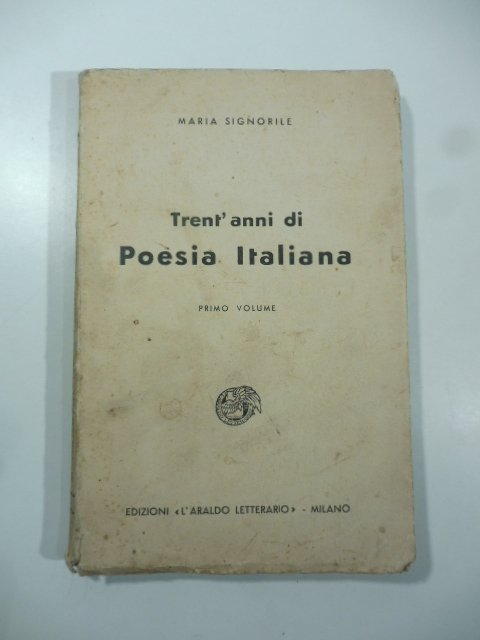 MARIA SIGNORILE
Trent' anni di
Poesia Italiana
PRIMO VOLUME
EDIZIONI «L'ARALDO LETTERARIO» - MILANO